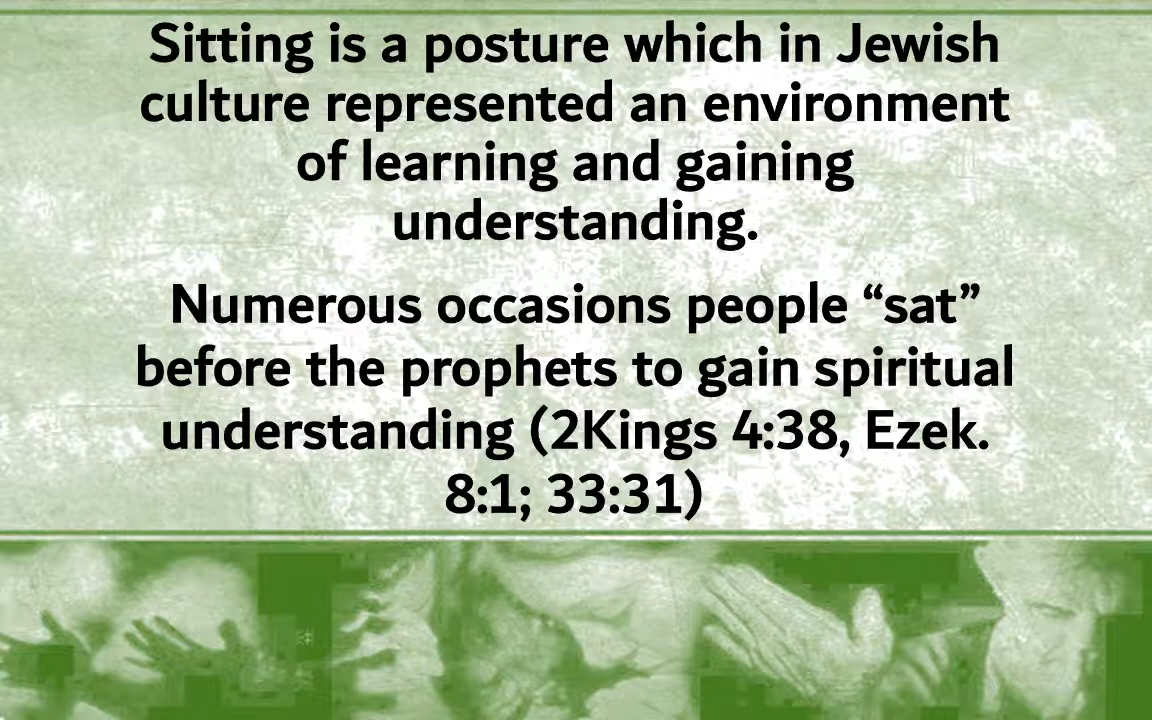 Sitting is a posture which in Jewish
culture represented an environment
of learning and gaining
understanding.
Numerous occasions people “sat”
before the prophets to gain spiritual
understanding (2Kings 4:38, Ezek.
8:1; 33:31)